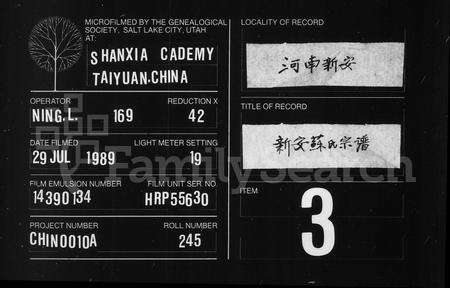 MICROFILMED BY THE GENEALOGICAL
SOCIETY, SALT LAKE CITY, UTAH
AT:
SHANXIA CADEMY
TAIYUAN.CHINA
OPERATOR
NING.L. 169
REDUCTION X
42
DATE FILMED
29 JUL 1989
LIGHT METER SETTING
19
FILM EMULSION NUMBER
14390134
FILM UNIT SER NO.
HRP55630
PROJECT NUMBER
CHIN0010A
ROLL NUMBER
245
LOCALITY OF RECORD
河南新安
TITLE OF RECORD
新安蘇氏宗譜
ITEM
3
FamilySearch